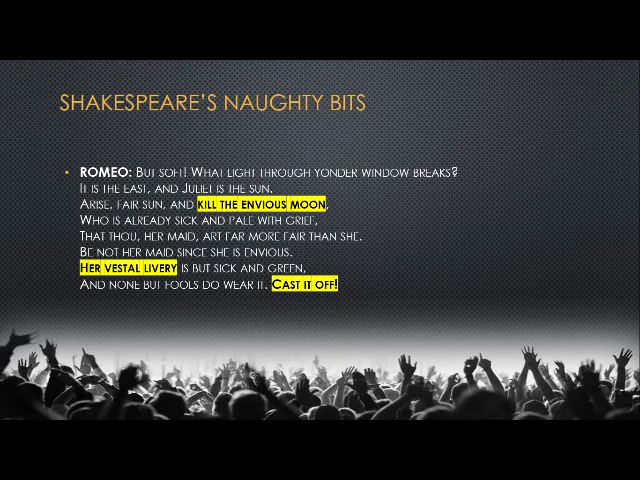 SHAKESPEARE'S NAUGHTY BITS
• ROMEO: BUT SOFT! WHAT LIGHT THROUGH YONDER WINDOW BREAKS?
IT IS THE EAST, AND JULIET IS THE SUN.
ARISE, FAIR SUN, AND KILL THE ENVIOUS MOON,
WHO IS ALREADY SICK AND PALE WITH GRIEF,
THAT THOU, HER MAID, ART FAR MORE FAIR THAN SHE.
BE NOT HER MAID SINCE SHE IS ENVIOUS.
HER VESTAL LIVERY IS BUT SICK AND GREEN,
AND NONE BUT FOOLS DO WEAR IT. CAST IT OFF!